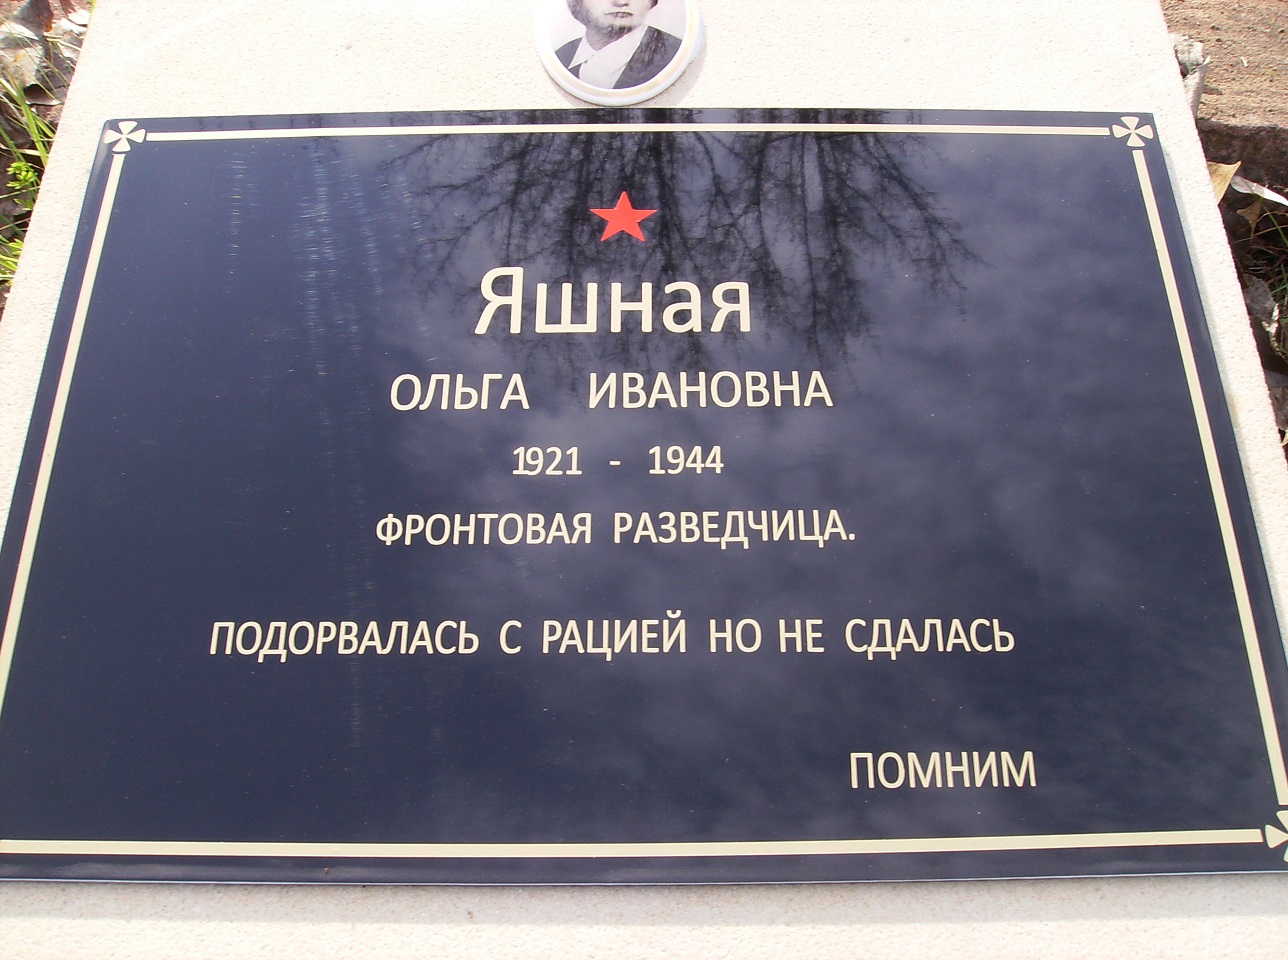 Яшная
ОЛЬГА ИВАНОВНА
1921 - 1944
ФРОНТОВАЯ РАЗВЕДЧИЦА.
ПОДОРВАЛАСЬ С РАЦИЕЙ НО НЕ СДАЛАСЬ
ПОМНИМ